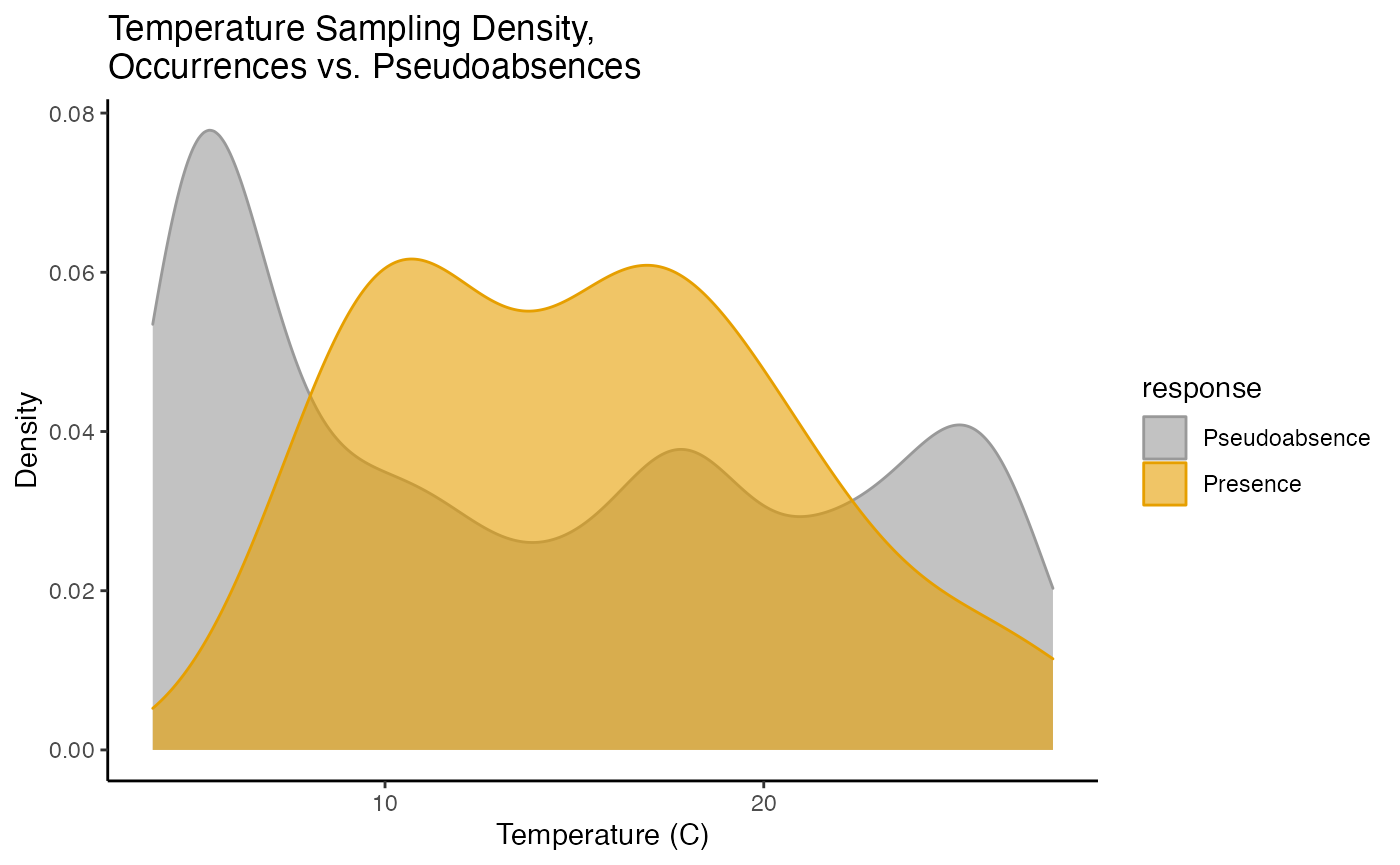 Temperature Sampling Density,
Occurrences vs. Pseudoabsences
0.08
0.06
0.04
0.02
0.00
Density
10
20
Temperature (C)
response
Pseudoabsence
Presence